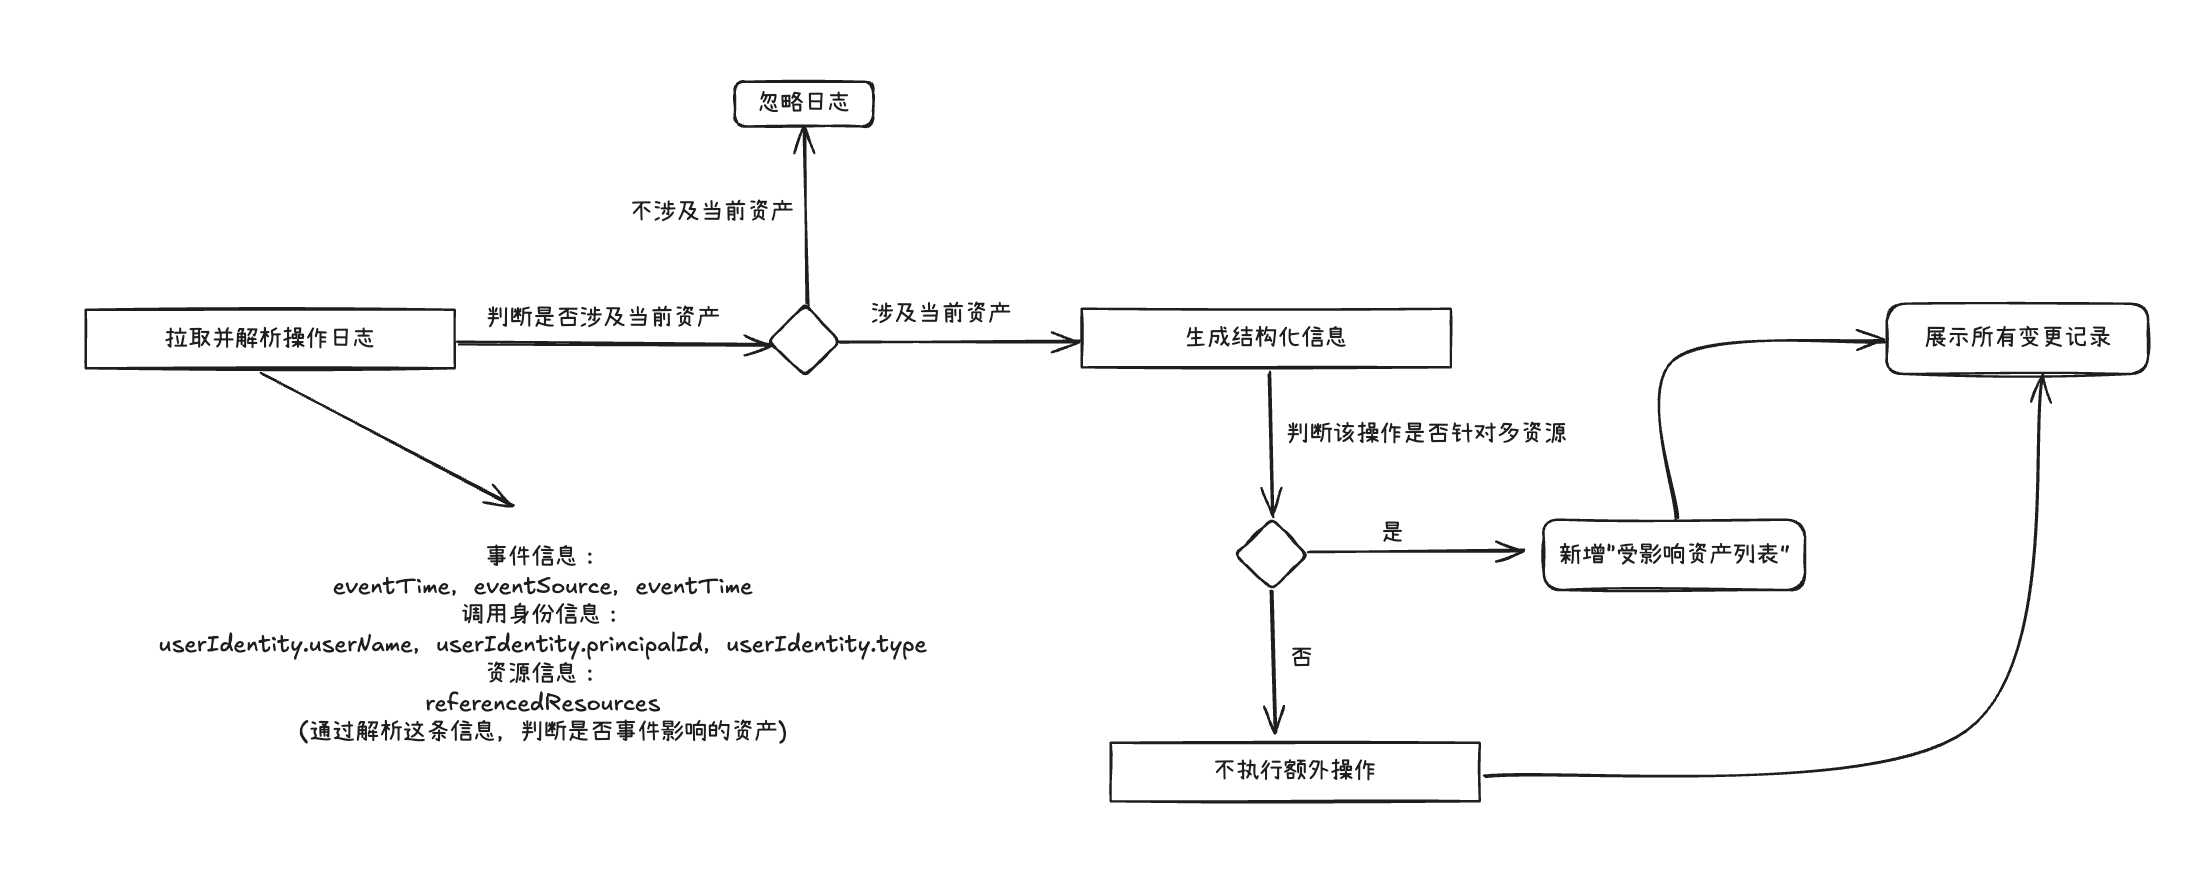 忽略日志
不涉及当前资产
拉取并解析操作日志
判断是否涉及当前资产
涉及当前资产
生成结构化信息
展示所有变更记录
判断该操作是否针对多资源
是
新增"受影响资产列表"
否
不执行额外操作
事件信息：
eventTime，eventSource，eventTime
调用身份信息：
userIdentity.userName，userIdentity.principalId，userIdentity.type
资源信息：
referencedResources
(通过解析这条信息，判断是否事件影响的资产)